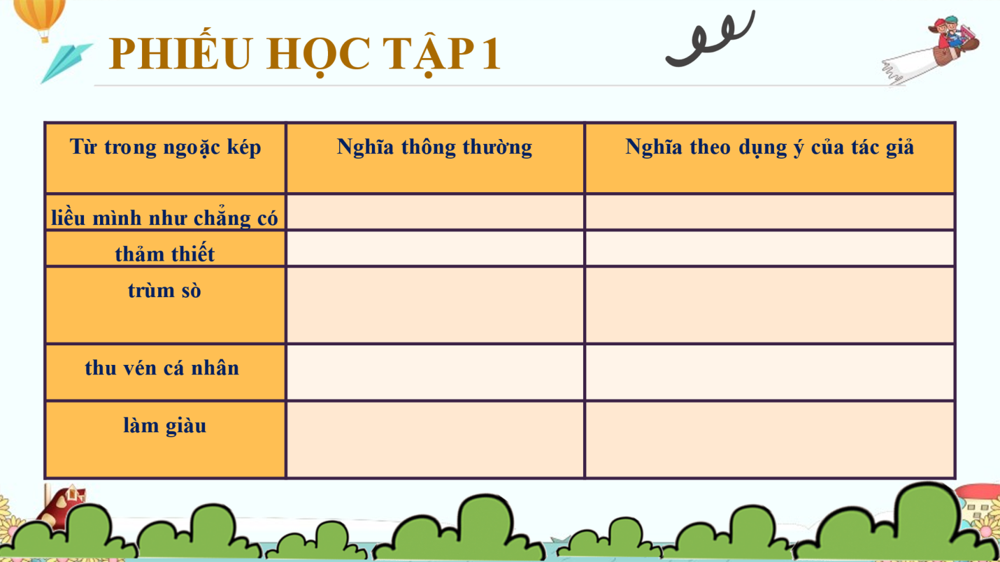 PHIẾU HỌC TẬP 1
Từ trong ngoặc kép
Nghĩa thông thường
Nghĩa theo dụng ý của tác giả
liều mình như chẳng có
thảm thiết
trùm sò
thu vén cá nhân
làm giàu